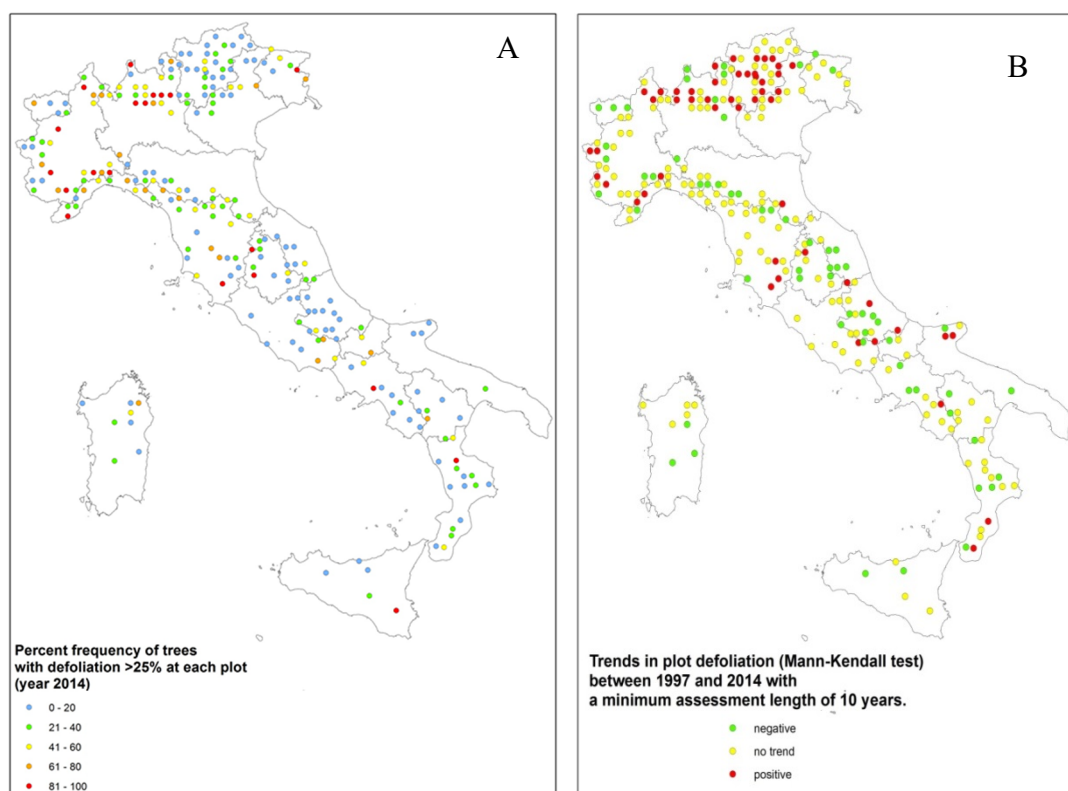 A
Percent frequency of trees
with defoliation >25% at each plot
(year 2014)
0 - 20
21 - 40
41 - 60
61 - 80
81 - 100
B
Trends in plot defoliation (Mann-Kendall test)
between 1997 and 2014 with
a minimum assessment length of 10 years.
negative
no trend
positive